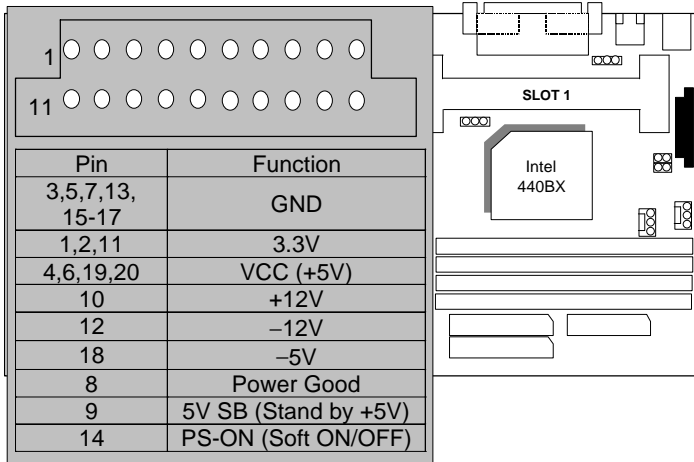 1
11
SLOT 1
Intel
440BX
Pin Function
3,5,7,13,
15-17 GND
1,2,11 3.3V
4,6,19,20 VCC (+5V)
10 +12V
12 −12V
18 −5V
8 Power Good
9 5V SB (Stand by +5V)
14 PS-ON (Soft ON/OFF)